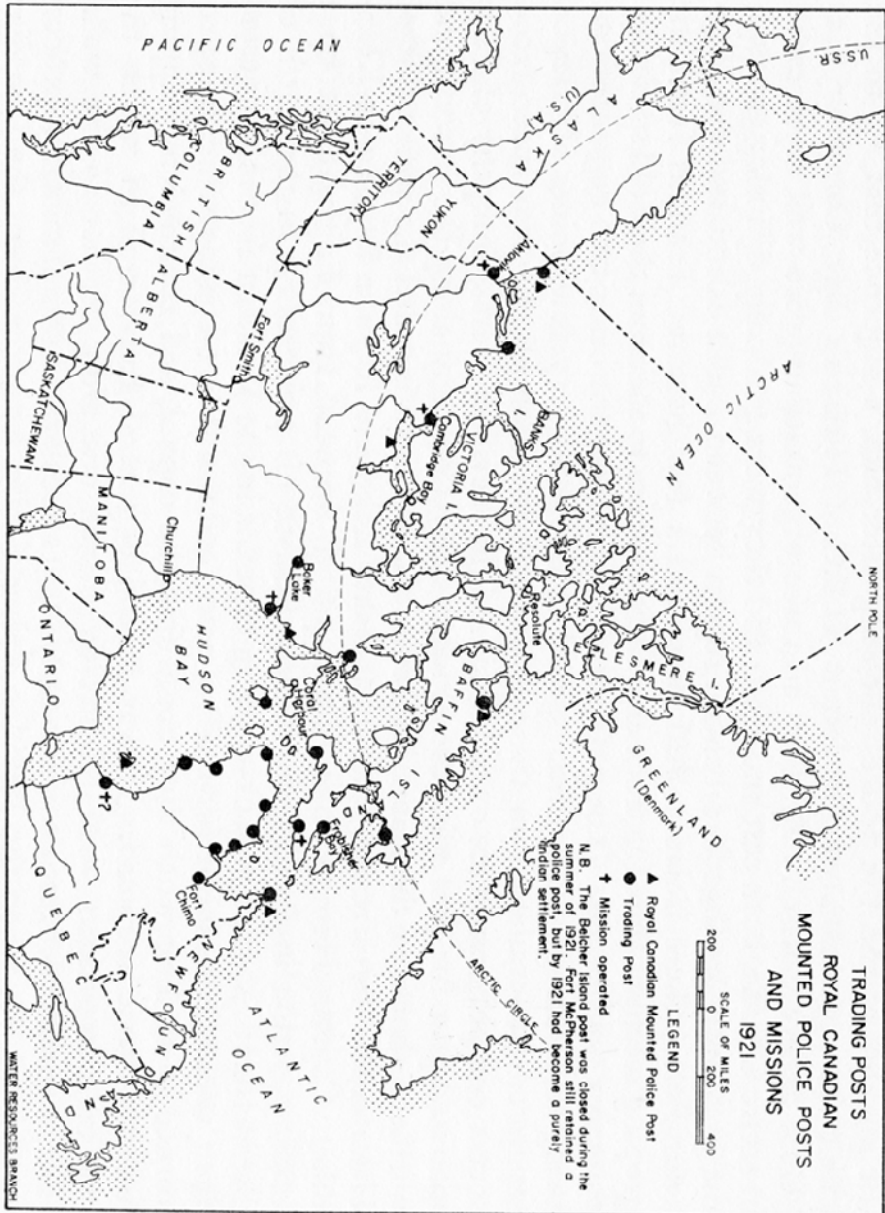 TRADING POSTS
ROYAL CANADIAN
MOUNTED POLICE POSTS
AND MISSIONS
1921
SCALE OF MILES
200 0 200 400
LEGEND
▲ Royal Canadian Mounted Police Post
● Trading Post
✝ Mission operated
N.B. The Belcher Island post was closed during the
summer of 1921. Fort McPherson still retained a
police post, but by 1921 had become a purely
Indian settlement.
NORTH POLE
U.S.S.R.
ARCTIC OCEAN
ALASKA
(U.S.A)
PACIFIC OCEAN
YUKON
TERRITORY
Aklavik
BANKS
I.
VICTORIA I.
Cambridge Bay
Resolute
ELLESMERE I.
GREENLAND
(Denmark)
BAFFIN ISLAND
BRITISH
COLUMBIA
ALBERTA
Fort Smith
SASKATCHEWAN
MANITOBA
Churchill
Baker
Lake
Coral
Harbour
HUDSON
BAY
Frobisher
Bay
ARCTIC CIRCLE
ONTARIO
?
QUEBEC
Fort
Chimo
NEWFOUNDLAND
ATLANTIC
OCEAN
WATER RESOURCES BRANCH